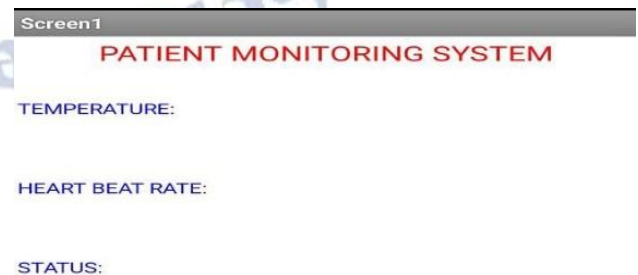 Screen1
PATIENT MONITORING SYSTEM
TEMPERATURE:
HEART BEAT RATE:
STATUS: